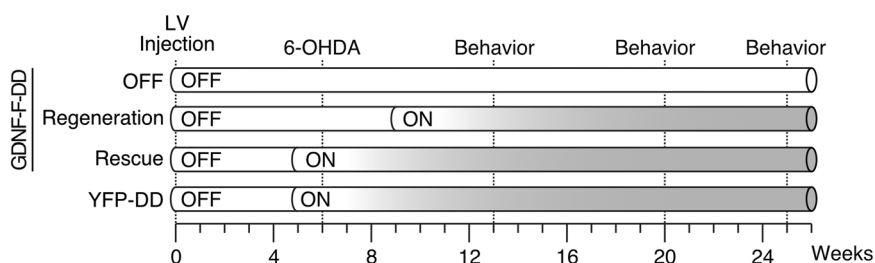 LV
Injection 6-OHDA Behavior Behavior Behavior
GDNF-F-DD
OFF OFF
Regeneration OFF ON
Rescue OFF ON
YFP-DD OFF ON
0 4 8 12 16 20 24 Weeks